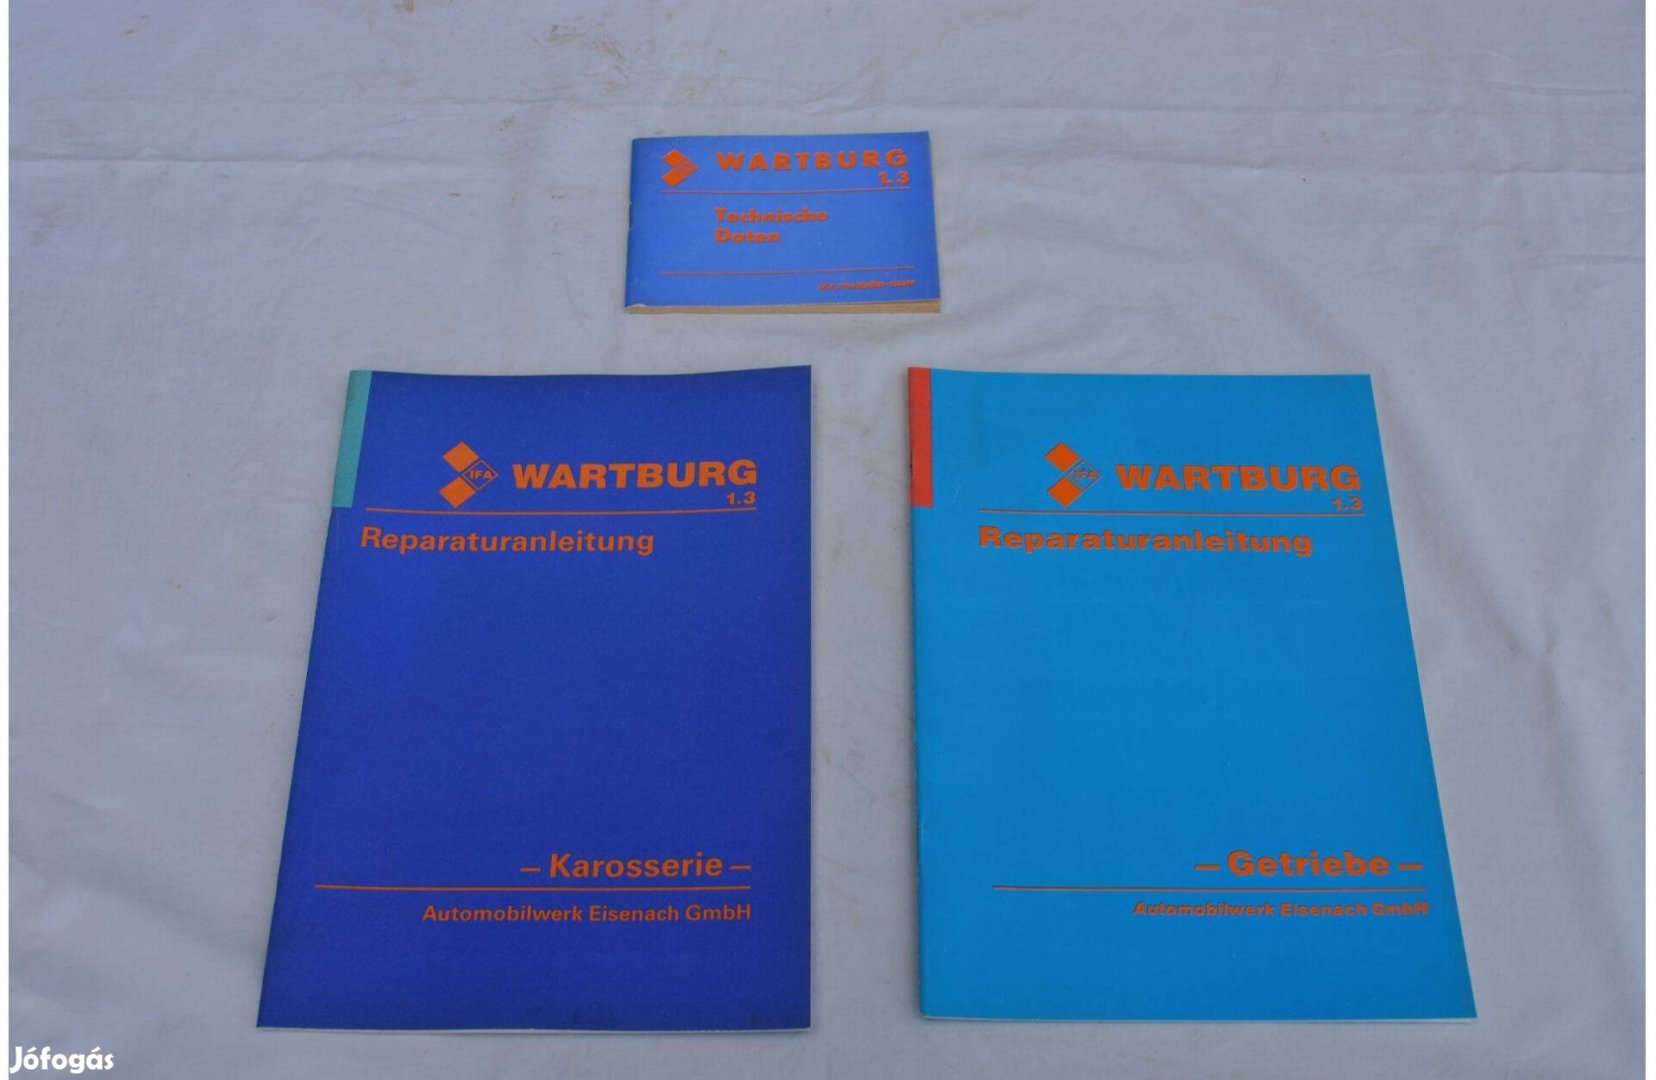 WARTBURG
1.3
Technische
Daten
IFA
WARTBURG
1.3
Reparaturanleitung
– Karosserie –
Automobilwerk Eisenach GmbH
IFA
WARTBURG
1.3
Reparaturanleitung
– Getriebe –
Automobilwerk Eisenach GmbH
Jófogás